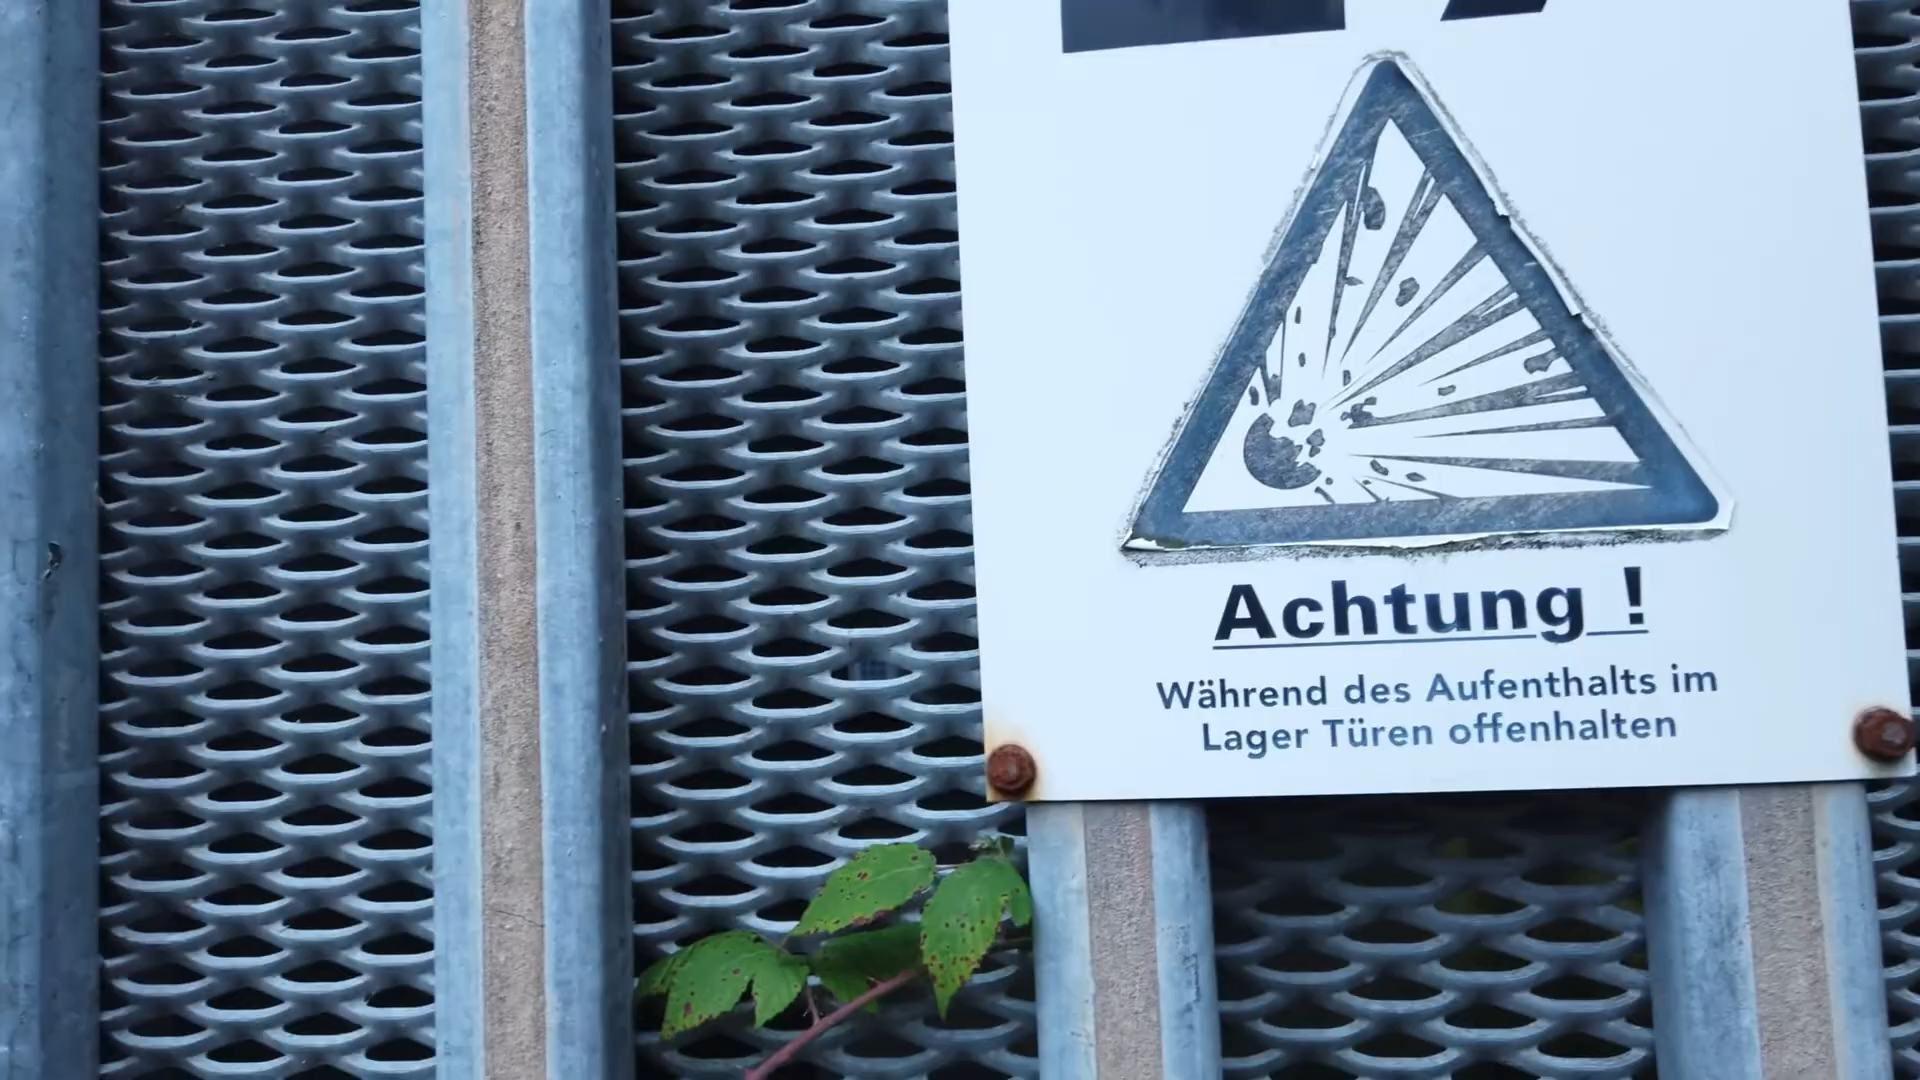 Achtung !
Während des Aufenthalts im
Lager Türen offenhalten